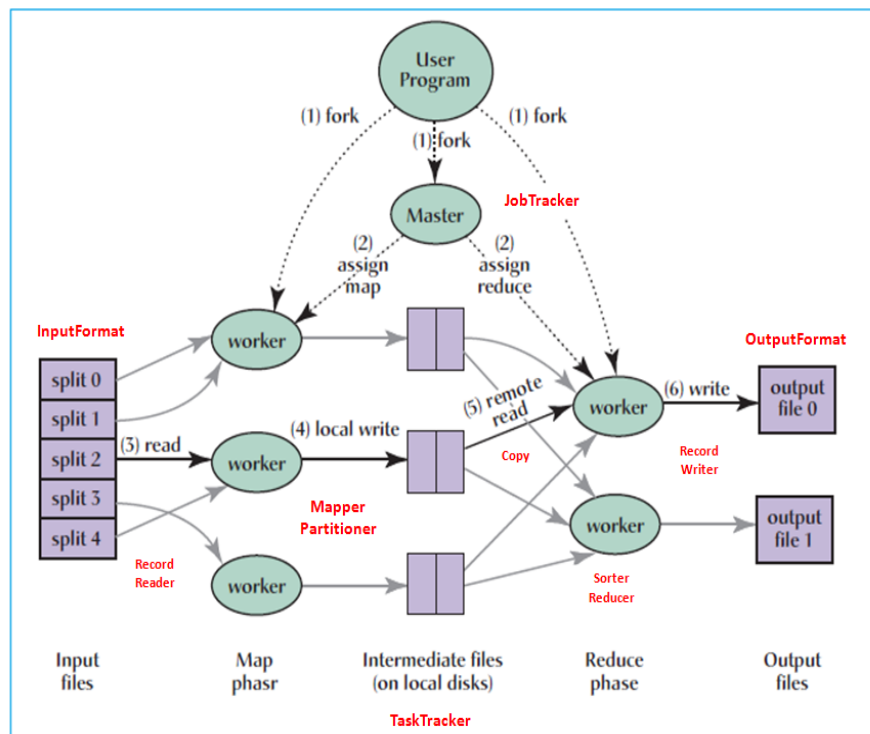 User
Program
(1) fork
(1) fork
(1) fork
JobTracker
Master
(2)
assign
map
(2)
assign
reduce
InputFormat
OutputFormat
split 0
split 1
split 2
split 3
split 4
worker
(3) read
worker
(4) local write
(5) remote
read
worker
(6) write
output
file 0
Copy
Record
Writer
Mapper
Partitioner
worker
output
file 1
Record
Reader
worker
Sorter
Reducer
Input
files
Map
phasr
Intermediate files
(on local disks)
Reduce
phase
Output
files
TaskTracker